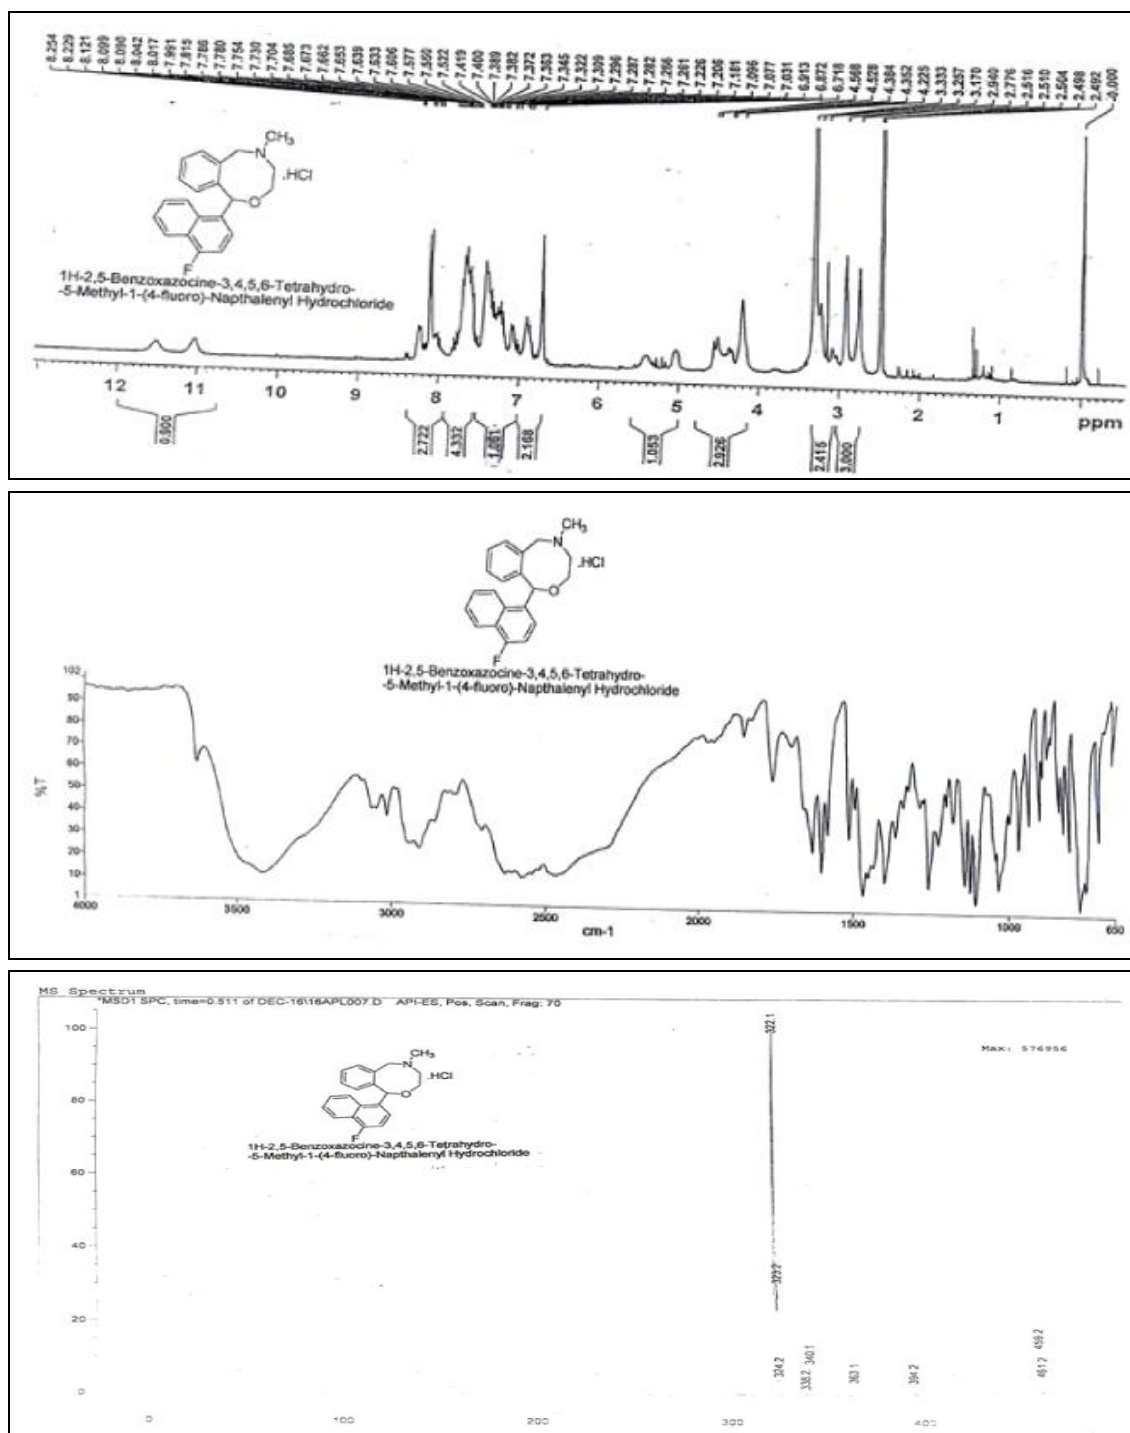 8.254 8.229 8.121 8.099 8.090 8.042 8.017 7.991 7.815 7.786 7.780 7.754 7.730 7.704 7.685 7.673 7.662 7.653 7.639 7.633 7.606 7.577 7.550 7.522 7.419 7.400 7.389 7.382 7.372 7.363 7.345 7.322 7.309 7.296 7.287 7.282 7.266 7.261 7.226 7.206 7.181 7.096 7.077 7.031 6.913 6.872 6.718 4.568 4.528 4.384 4.352 4.225 3.333 3.257 3.170 2.940 2.776 2.516 2.510 2.504 2.498 2.492 -0.000
CH3
N
.HCl
O
F
1H-2,5-Benzoxazocine-3,4,5,6-Tetrahydro-
-5-Methyl-1-(4-fluoro)-Napthalenyl Hydrochloride
12 11 10 9 8 7 6 5 4 3 2 1 ppm
0.900 2.722 4.332 2.168 1.053 2.926 2.415 3.000
CH3
N
.HCl
O
F
1H-2,5-Benzoxazocine-3,4,5,6-Tetrahydro-
-5-Methyl-1-(4-fluoro)-Napthalenyl Hydrochloride
102
90
80
70
60
50
40
30
20
10
1
%T
4000 3500 3000 2500 2000 1500 1000 650
cm-1
MS Spectrum
*MSD1 SPC, time=0.511 of DEC-16\16APL007.D API-ES, Pos, Scan, Frag: 70
100
322.1
Max: 576956
CH3
N
.HCl
O
F
1H-2,5-Benzoxazocine-3,4,5,6-Tetrahydro-
-5-Methyl-1-(4-fluoro)-Napthalenyl Hydrochloride
80
60
40
323.2
20
324.2 338.2 340.1 363.1 394.2 461.2 459.2
0
0 100 200 300 400